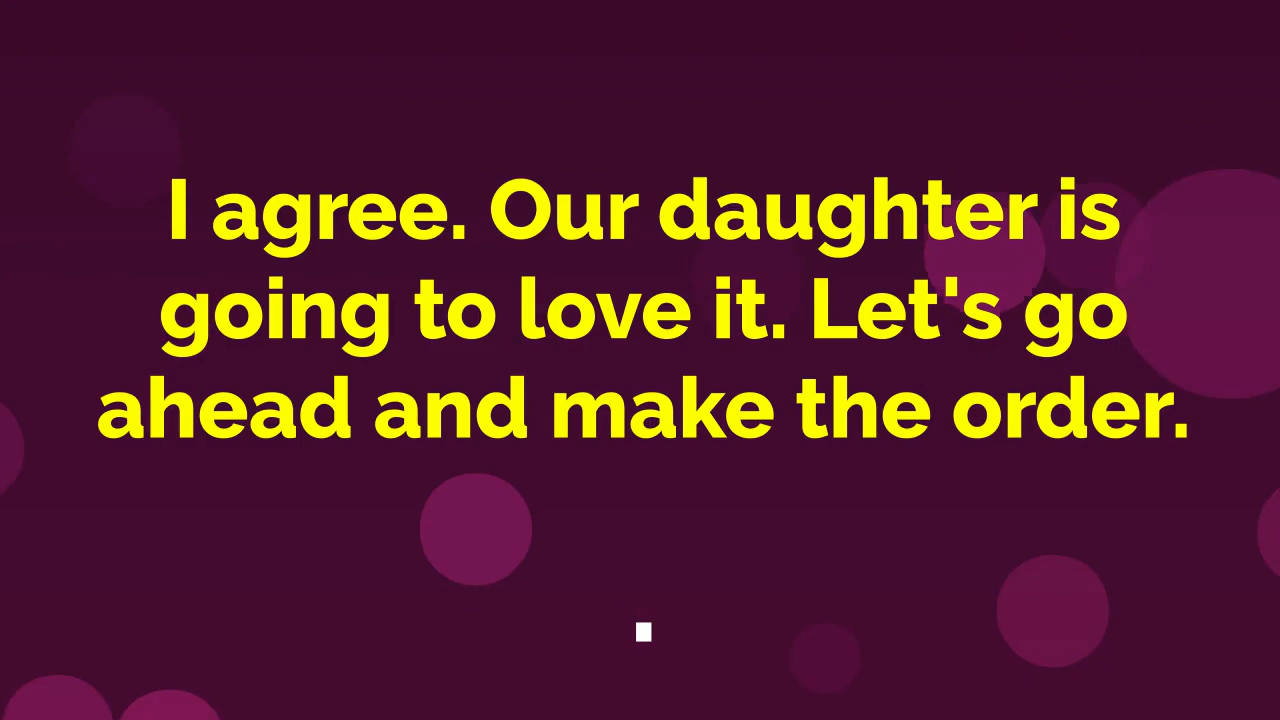 I agree. Our daughter is
going to love it. Let's go
ahead and make the order.
.